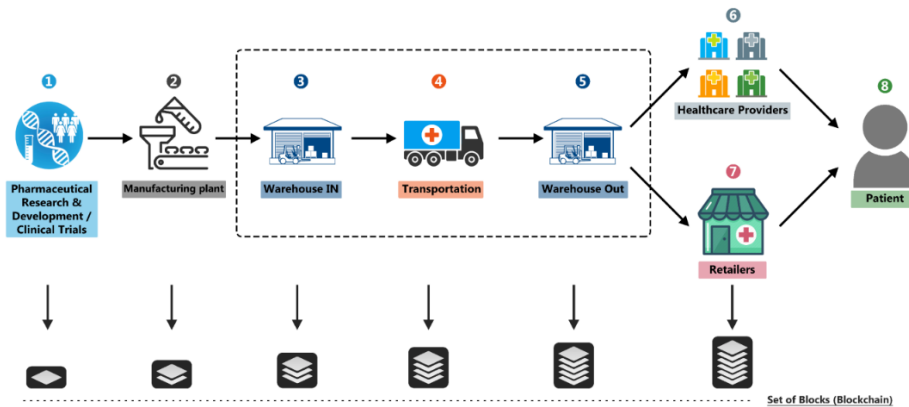 1
2
3
4
5
6
7
8
Pharmaceutical
Research &
Development /
Clinical Trials
Manufacturing plant
Warehouse IN
Transportation
Warehouse Out
Healthcare Providers
Retailers
Patient
Set of Blocks (Blockchain)